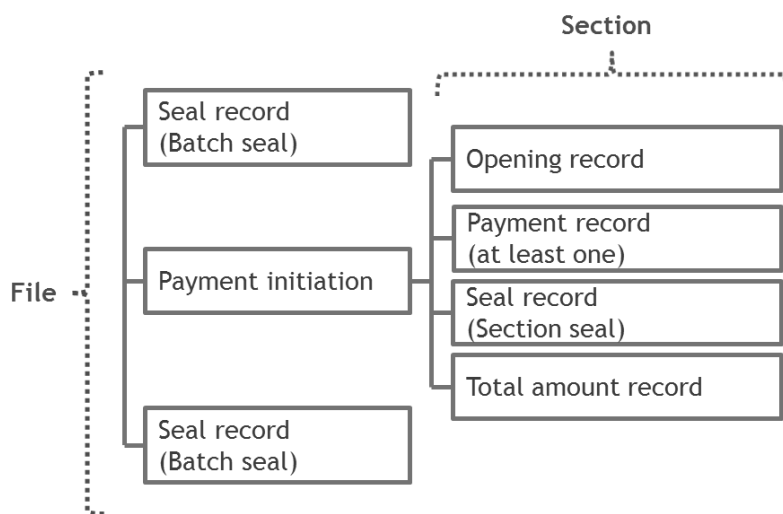 Section
Seal record
(Batch seal)
Opening record
Payment record
(at least one)
File
Payment initiation
Seal record
(Section seal)
Total amount record
Seal record
(Batch seal)